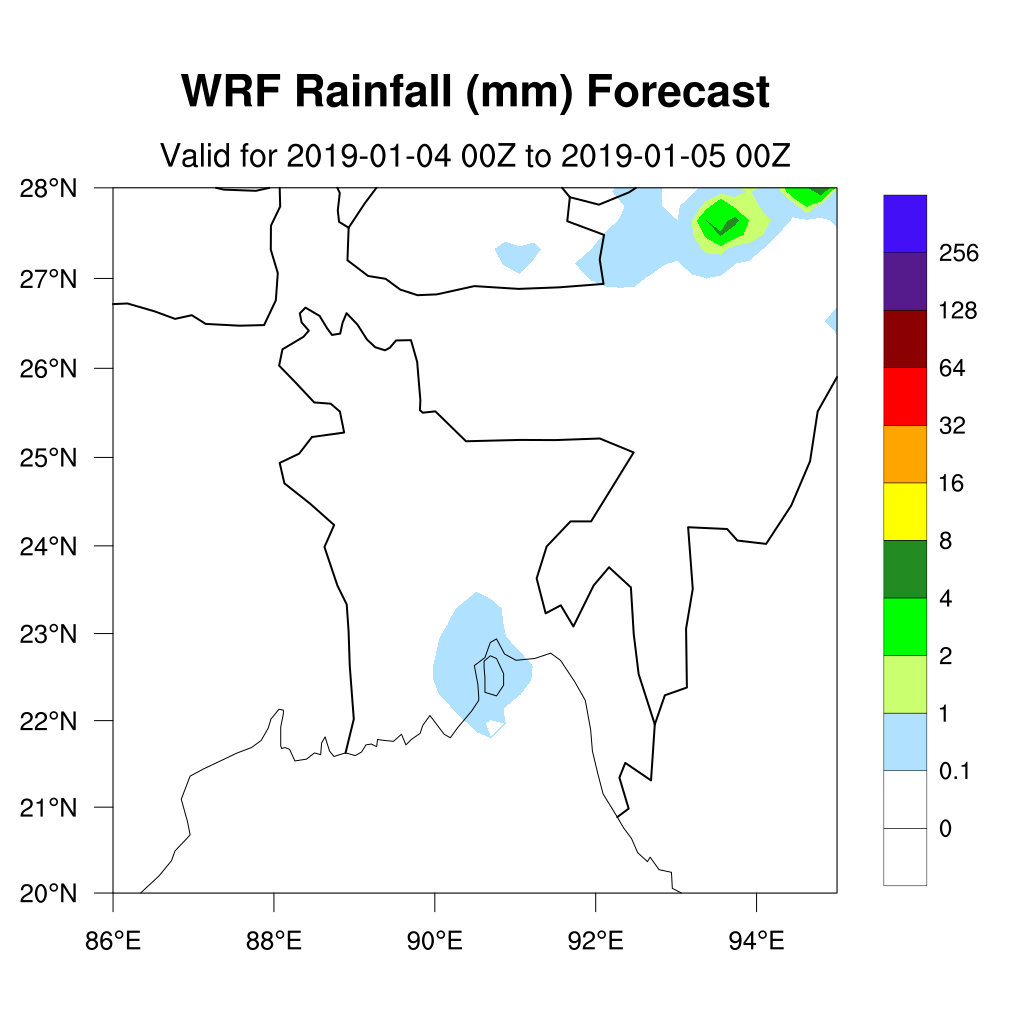 WRF Rainfall (mm) Forecast
Valid for 2019-01-04 00Z to 2019-01-05 00Z
28°N
27°N
26°N
25°N
24°N
23°N
22°N
21°N
20°N
86°E 88°E 90°E 92°E 94°E
256
128
64
32
16
8
4
2
1
0.1
0